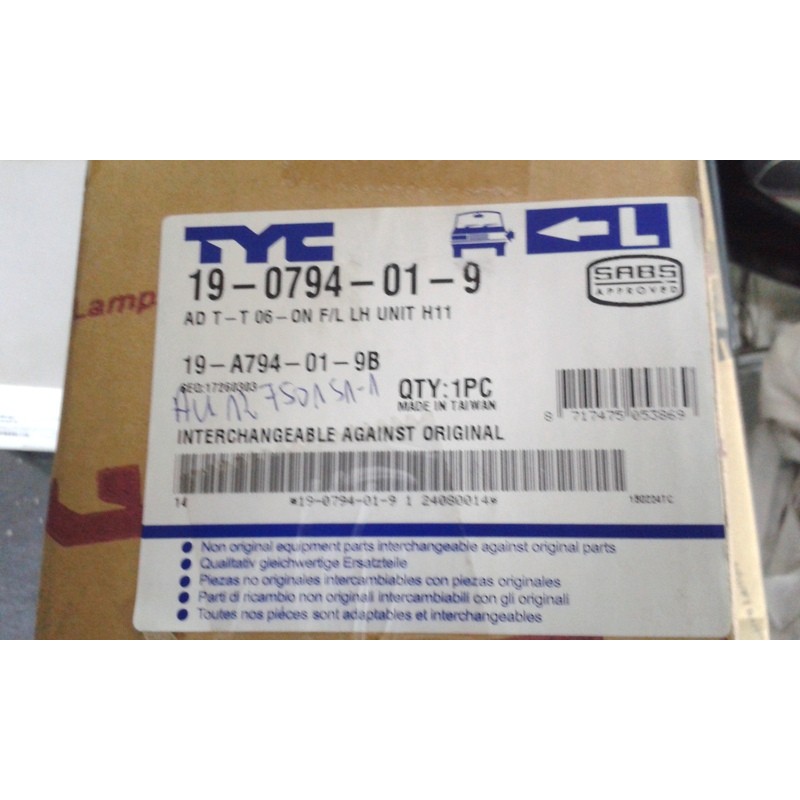 TYC
L
19-0794-01-9
SABS
APPROVED
AD T-T 06-ON F/L LH UNIT H11
Lamp
19-A794-01-9B
SEQ:17260303
QTY:1PC
MADE IN TAIWAN
8 717475 053869
INTERCHANGEABLE AGAINST ORIGINAL
14
*19-0794-01-9 1 24080014*
Non original equipment parts interchangeable against original parts
Qualitativ gleichwertige Ersatzteile
Piezas no originales intercambiables con piezas originales
Parti di ricambio non originali intercambiabili con gli originali
Toutes nos piéces sont adaptables et interchangeables